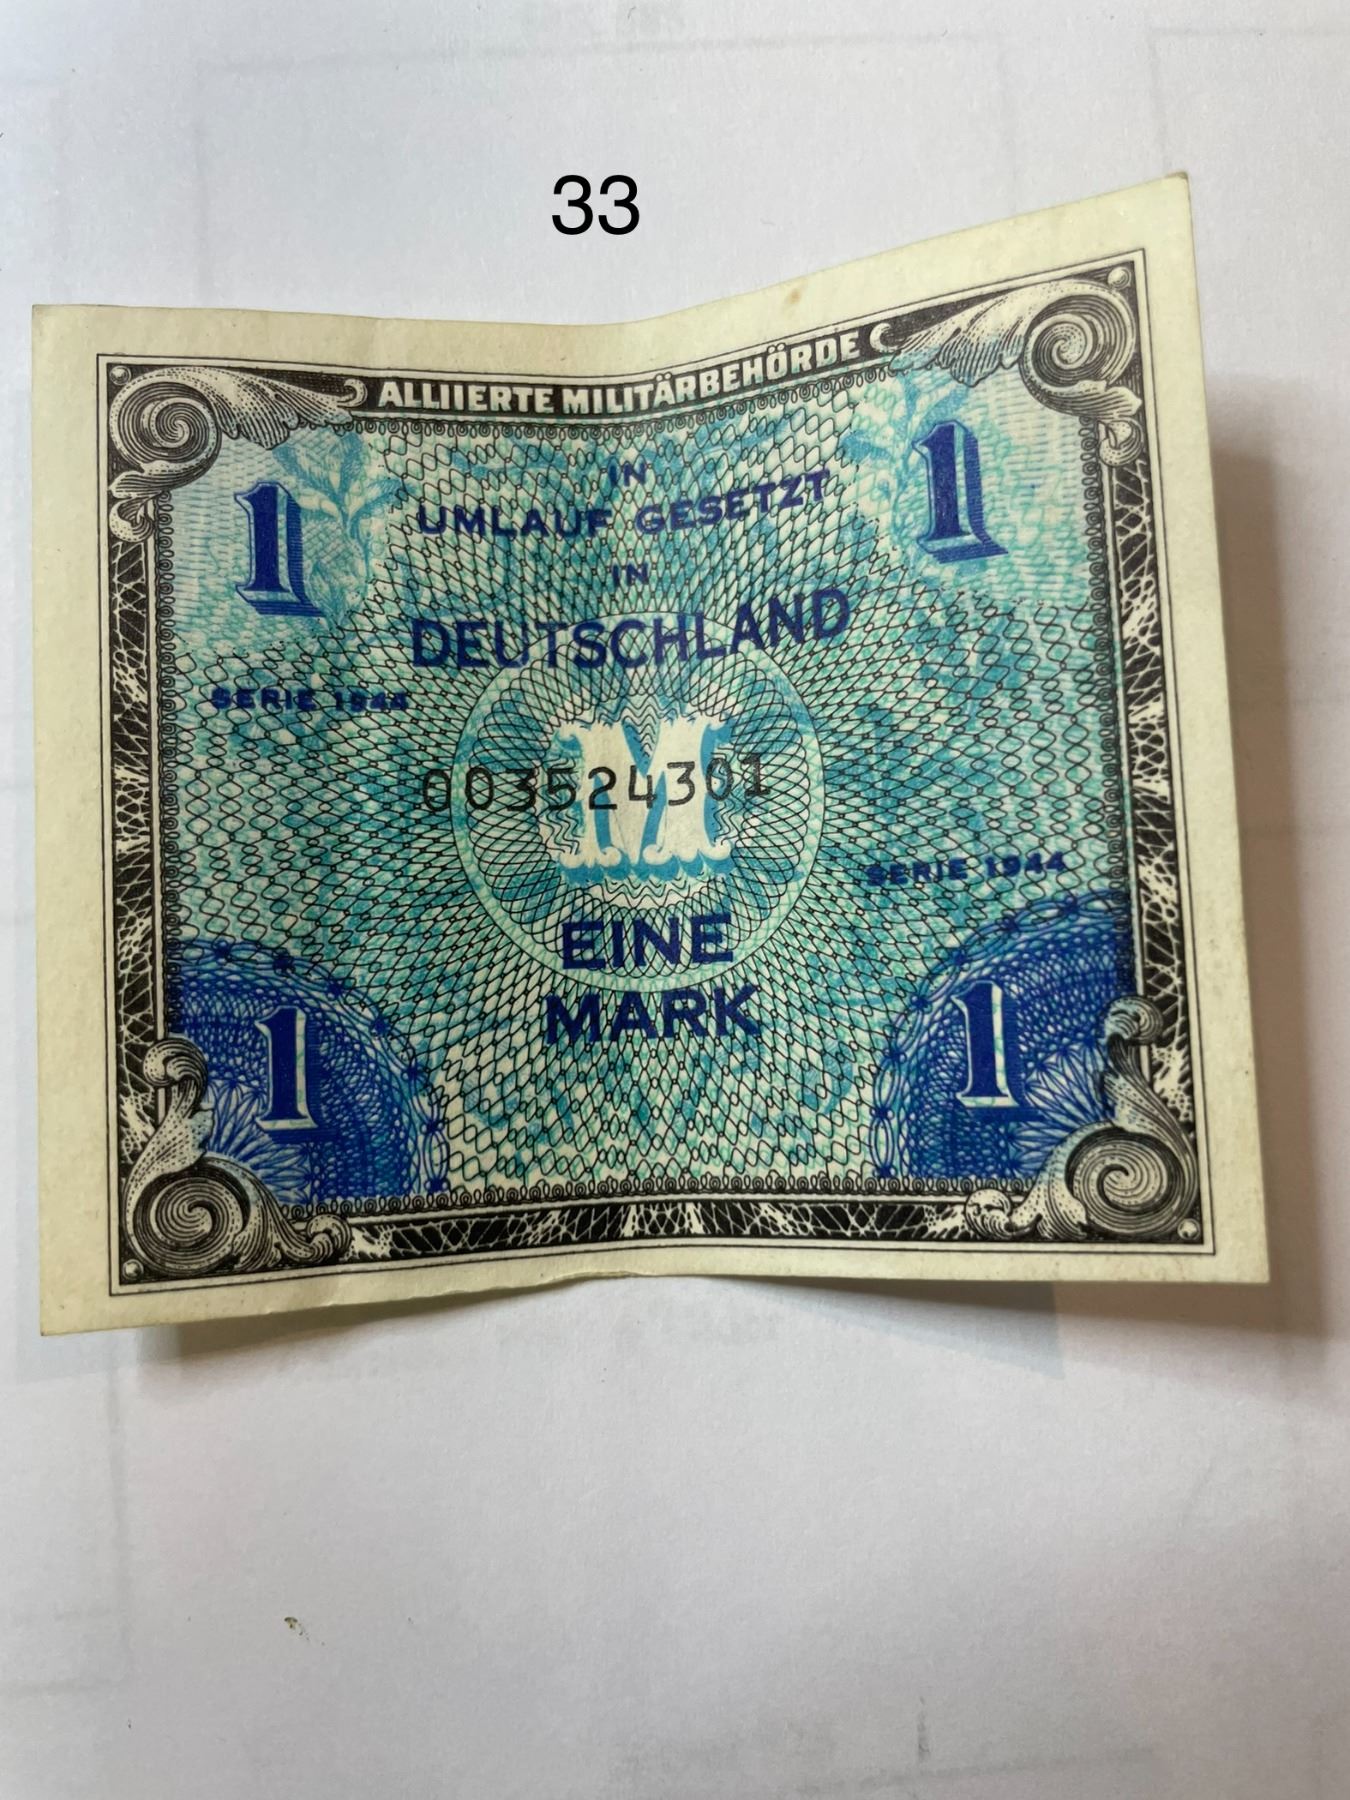 33
ALLIIERTE MILITÄRBEHÖRDE
1
1
IN
UMLAUF GESETZT
IN
DEUTSCHLAND
SERIE 1944
M
003524301
SERIE 1944
EINE
MARK
1
1